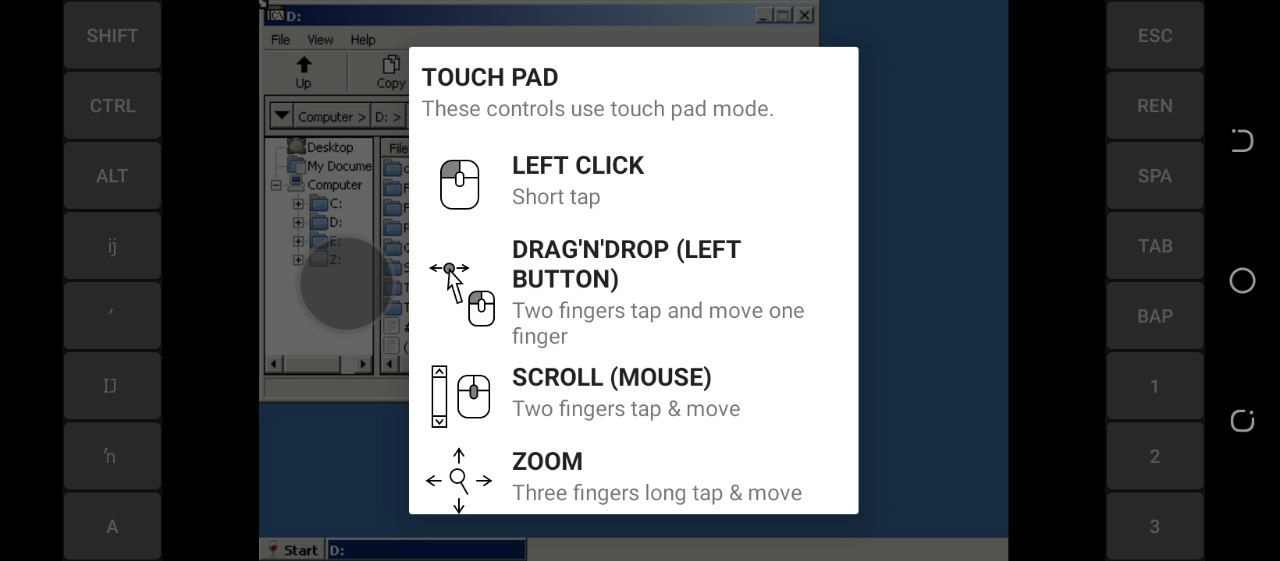 SHIFT
CTRL
ALT
ĳ
′
Ĳ
ŉ
A
D:
File View Help
Up
Copy
Computer > D: >
Desktop
My Docume
Computer
C:
D:
E:
Z:
File
TOUCH PAD
These controls use touch pad mode.
LEFT CLICK
Short tap
DRAG'N'DROP (LEFT
BUTTON)
Two fingers tap and move one
finger
SCROLL (MOUSE)
Two fingers tap & move
ZOOM
Three fingers long tap & move
Start D:
ESC
REN
SPA
TAB
BAP
1
2
3